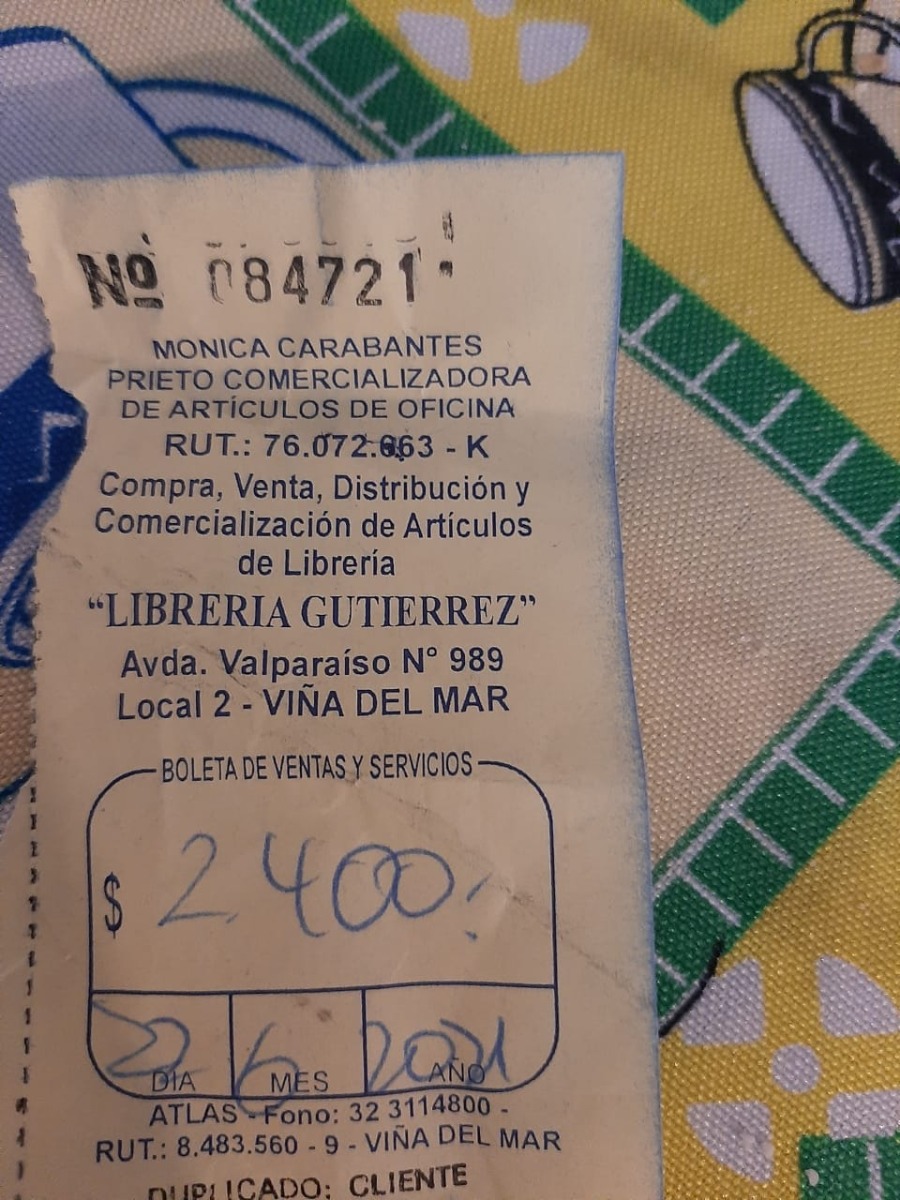 Nº 084721
MONICA CARABANTES
PRIETO COMERCIALIZADORA
DE ARTÍCULOS DE OFICINA
RUT.: 76.072.663 - K
Compra, Venta, Distribución y
Comercialización de Artículos
de Librería
“LIBRERIA GUTIERREZ”
Avda. Valparaíso N° 989
Local 2 - VIÑA DEL MAR
BOLETA DE VENTAS Y SERVICIOS
$ 2.400.
22 6 2021
DIA MES AÑO
ATLAS - Fono: 32 3114800 -
RUT.: 8.483.560 - 9 - VIÑA DEL MAR
DUPLICADO: CLIENTE